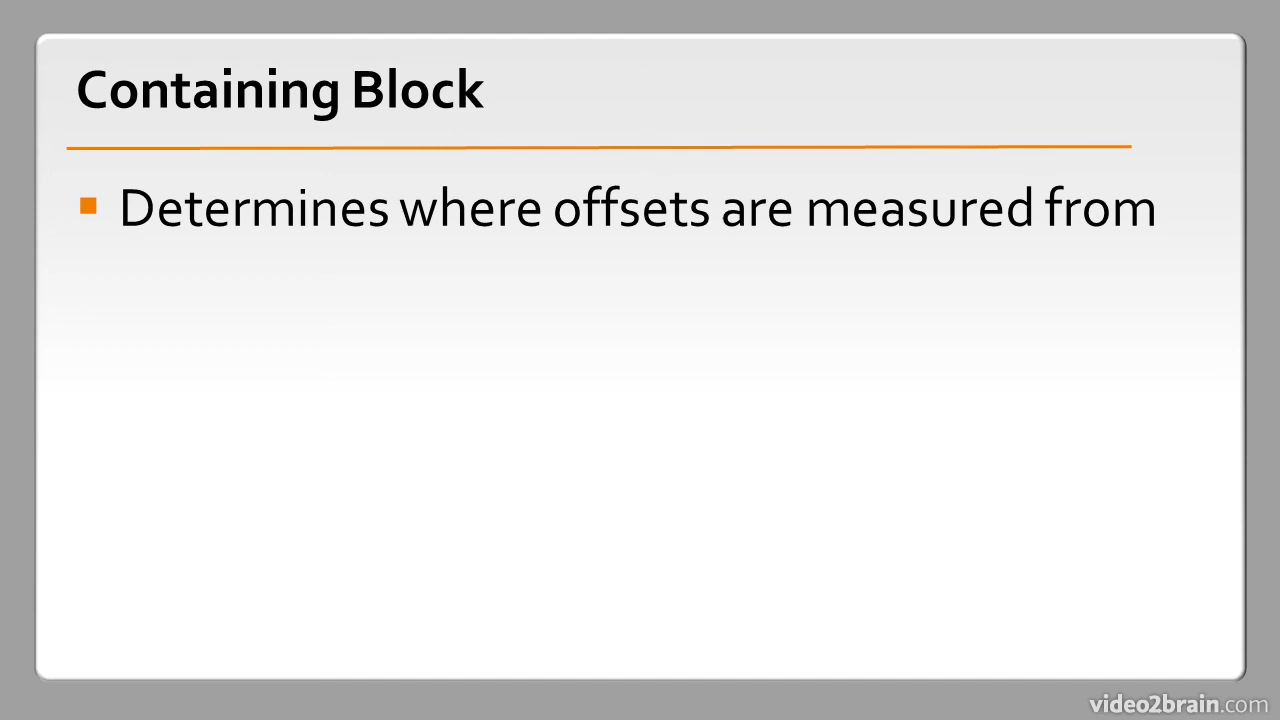 Containing Block
Determines where offsets are measured from
video2brain.com